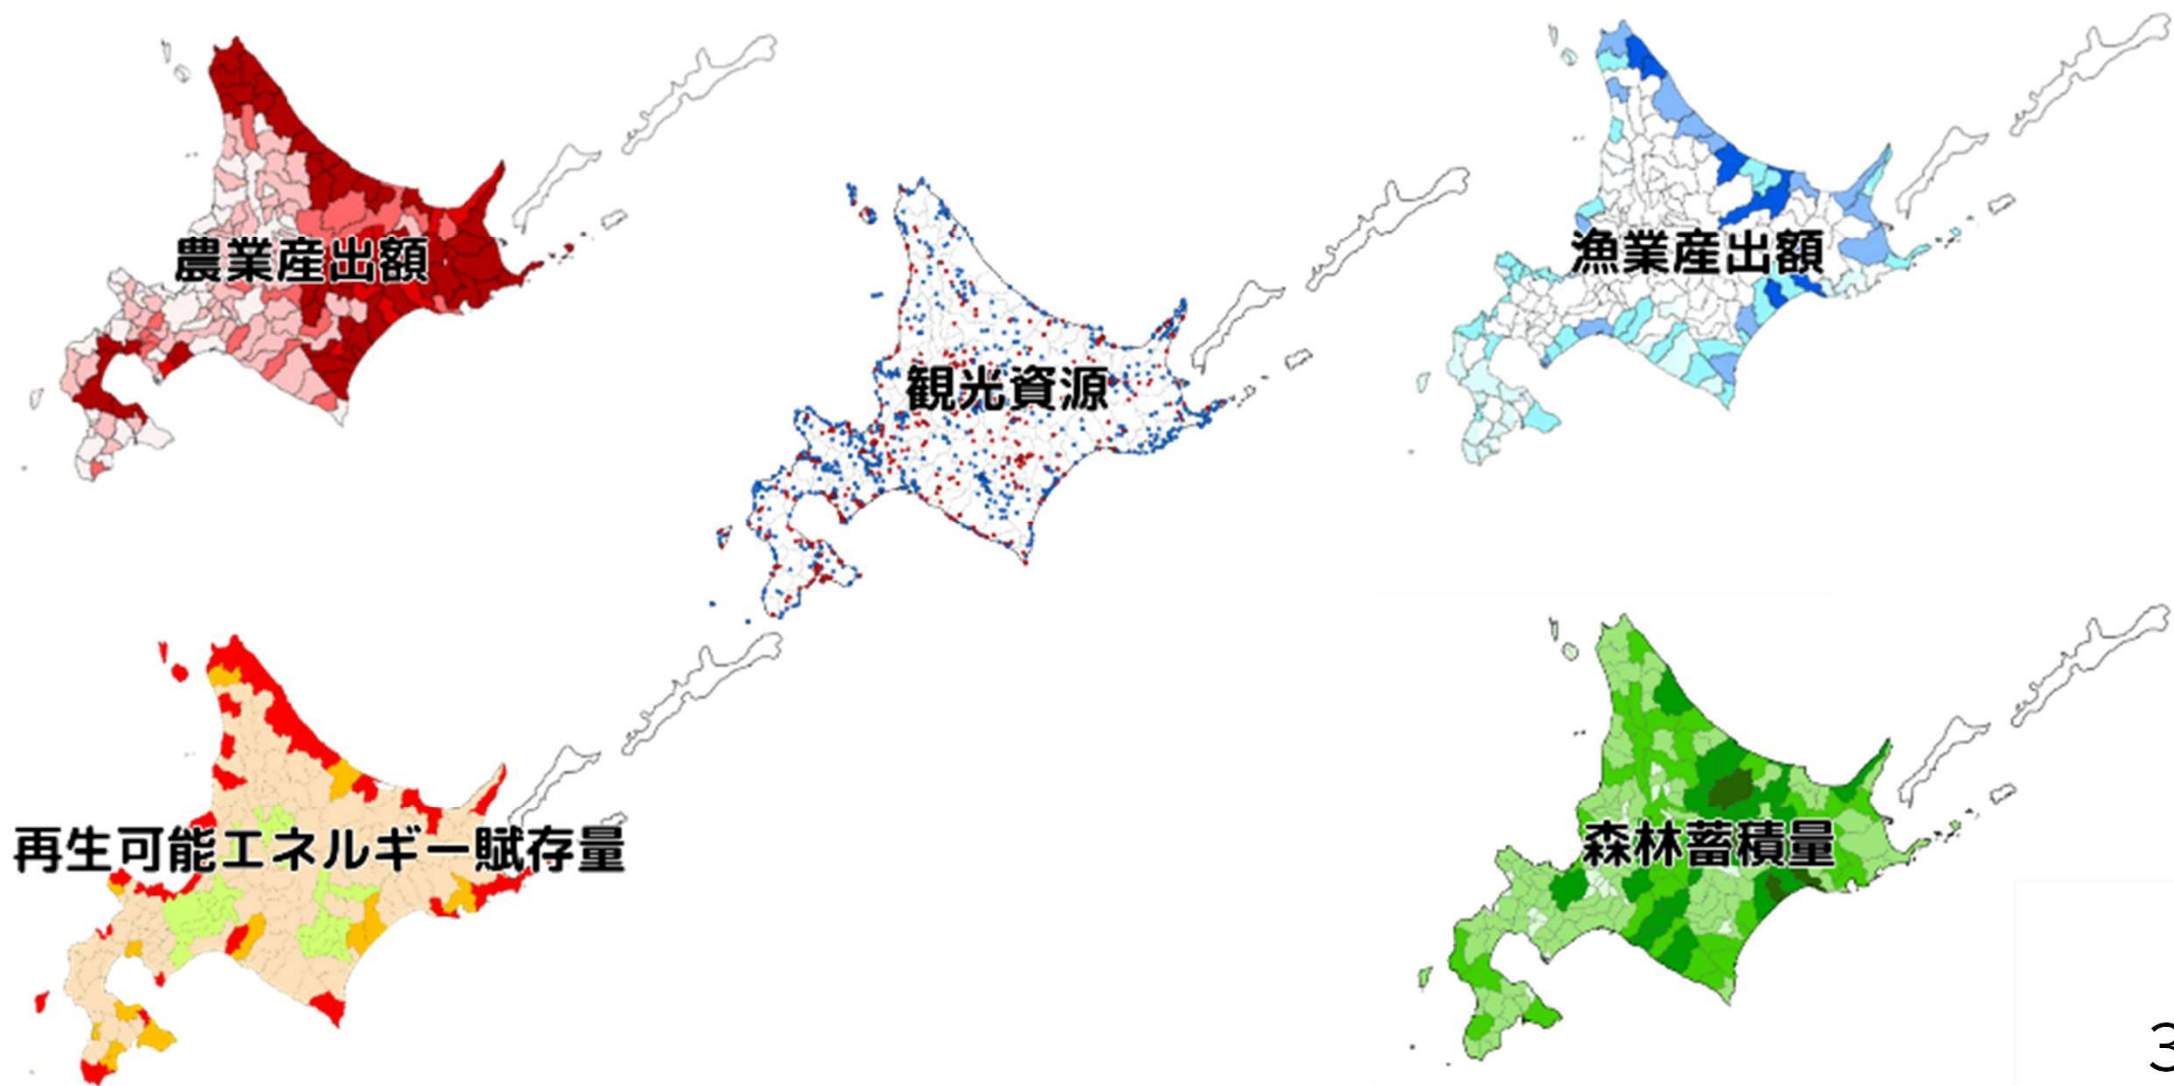 農業産出額
漁業産出額
観光資源
再生可能エネルギー賦存量
森林蓄積量
3